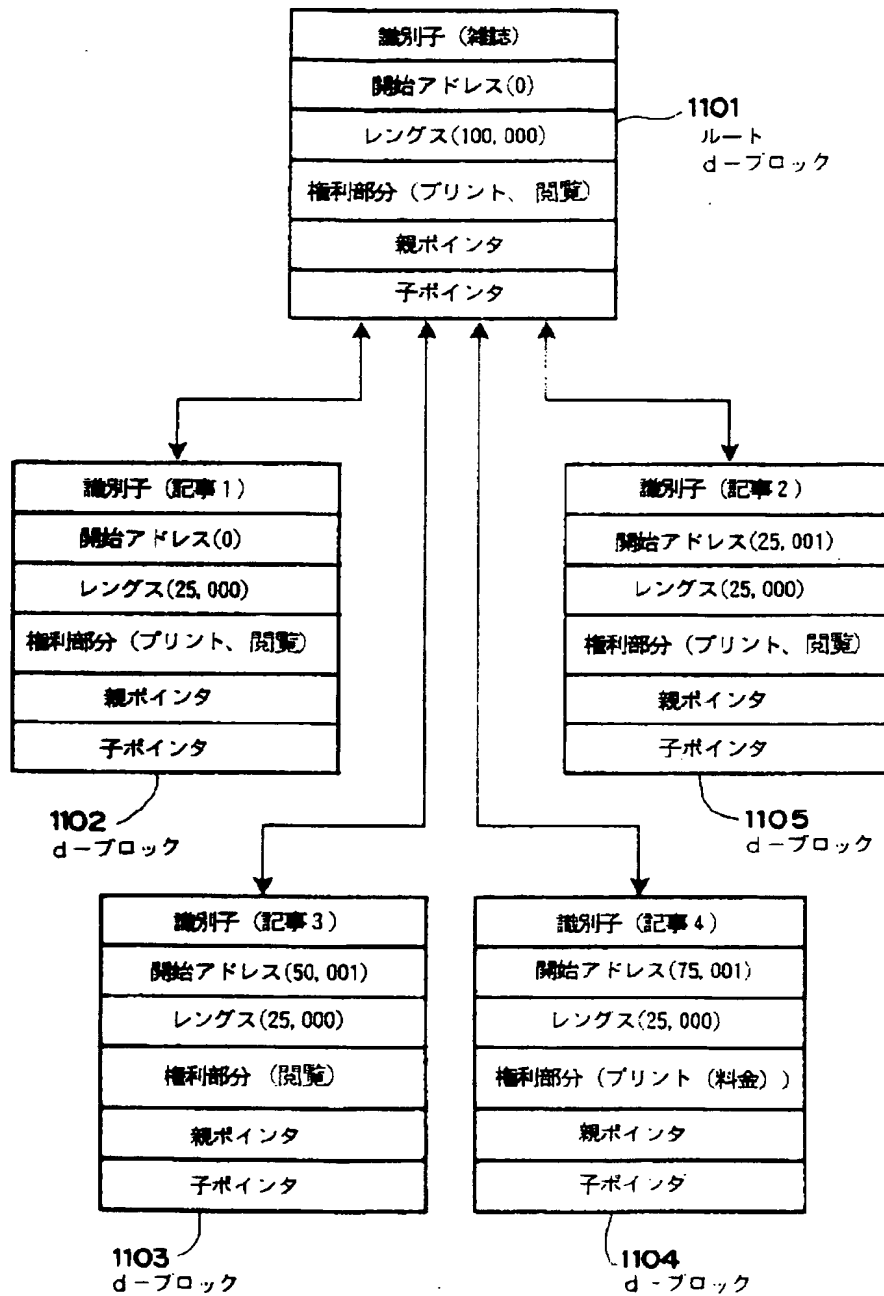 識別子 (雑誌)
開始アドレス(0)
レングス(100,000)
権利部分 (プリント、閲覧)
親ポインタ
子ポインタ
1101
ルート
d-ブロック
識別子 (記事1)
開始アドレス(0)
レングス(25,000)
権利部分 (プリント、閲覧)
親ポインタ
子ポインタ
1102
d-ブロック
識別子 (記事2)
開始アドレス(25,001)
レングス(25,000)
権利部分 (プリント、閲覧)
親ポインタ
子ポインタ
1105
d-ブロック
識別子 (記事3)
開始アドレス(50,001)
レングス(25,000)
権利部分 (閲覧)
親ポインタ
子ポインタ
1103
d-ブロック
識別子 (記事4)
開始アドレス(75,001)
レングス(25,000)
権利部分 (プリント (料金))
親ポインタ
子ポインタ
1104
d-ブロック